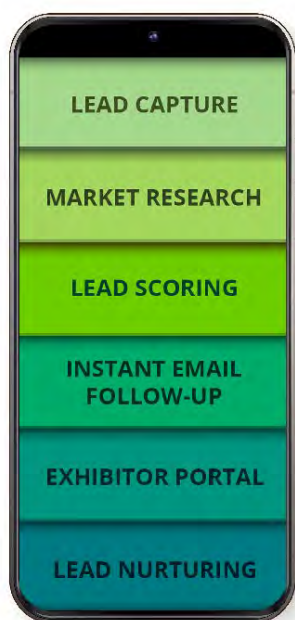 LEAD CAPTURE
MARKET RESEARCH
LEAD SCORING
INSTANT EMAIL
FOLLOW-UP
EXHIBITOR PORTAL
LEAD NURTURING